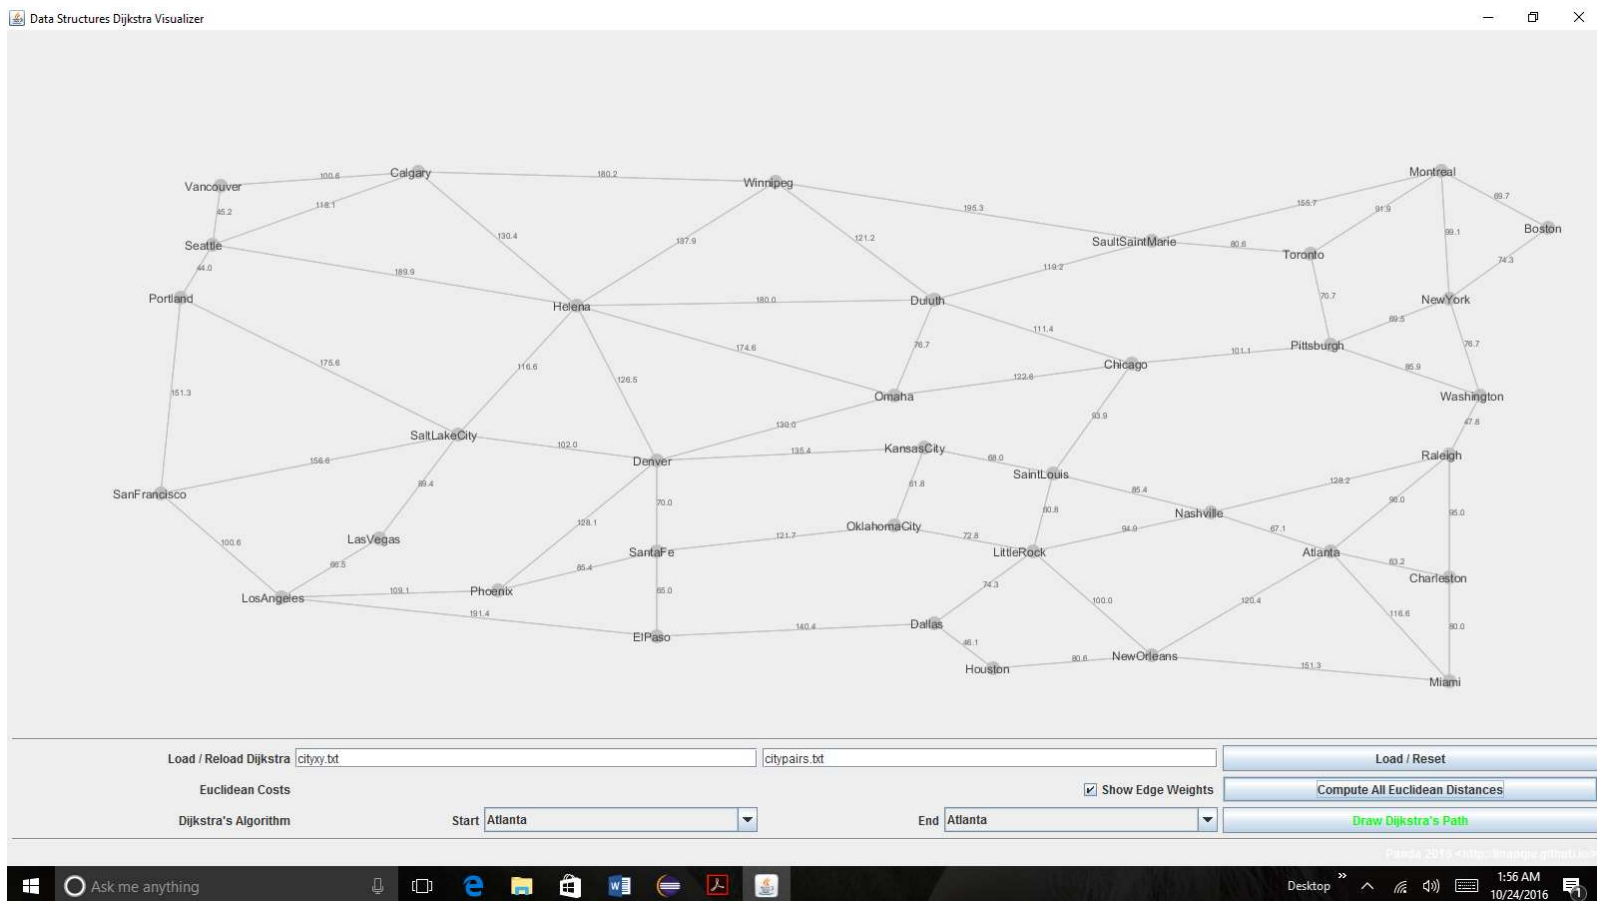 Data Structures Dijkstra Visualizer
Montreal
Calgary
Vancouver
100.6
180.2
Winnipeg
69.7
155.7
91.9
45.2
118.1
195.3
Boston
130.4
137.9
121.2
SaultSaintMarie
80.6
99.1
Seattle
Toronto
74.3
44.0
189.9
119.2
Portland
Helena
180.0
Duluth
70.7
NewYork
69.5
111.4
174.6
76.7
Pittsburgh
76.7
175.6
116.6
Chicago
101.1
85.9
126.5
122.6
151.3
Omaha
Washington
93.9
130.0
SaltLakeCity
102.0
47.8
135.4
KansasCity
Raleigh
156.6
Denver
68.0
SaintLouis
128.2
89.4
61.8
85.4
98.0
SanFrancisco
70.0
60.8
Nashville
95.0
128.1
OklahomaCity
94.9
67.1
100.6
LasVegas
121.7
72.8
SantaFe
LittleRock
Atlanta
66.5
85.4
63.2
Charleston
109.1
Phoenix
65.0
74.3
LosAngeles
191.4
100.0
120.4
116.6
140.4
Dallas
80.0
ElPaso
46.1
80.6
NewOrleans
151.3
Houston
Miami
Load / Reload Dijkstra cityxy.txt citypairs.txt Load / Reset
Euclidean Costs Show Edge Weights Compute All Euclidean Distances
Dijkstra's Algorithm Start Atlanta End Atlanta Draw Dijkstra's Path
Panda 2016
Ask me anything
Desktop
1:56 AM
10/24/2016
1